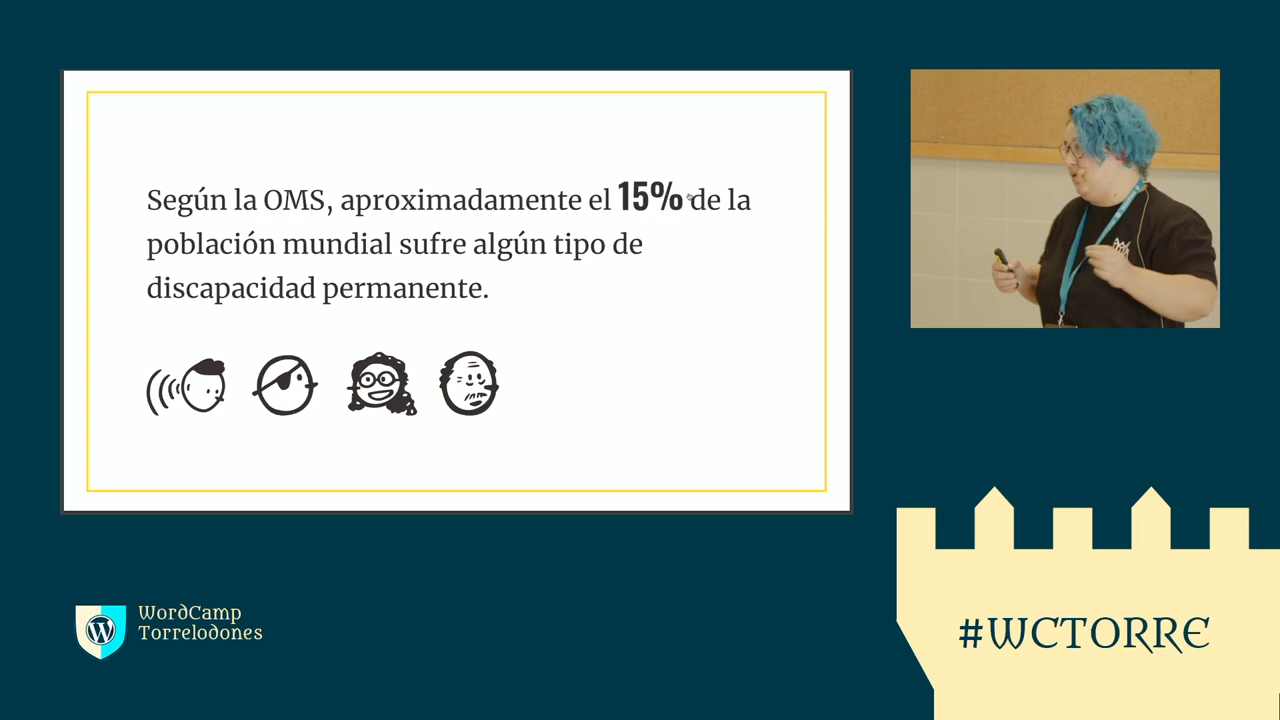 Según la OMS, aproximadamente el 15% de la
población mundial sufre algún tipo de
discapacidad permanente.
WordCamp
Torrelodones
#WCTORRE